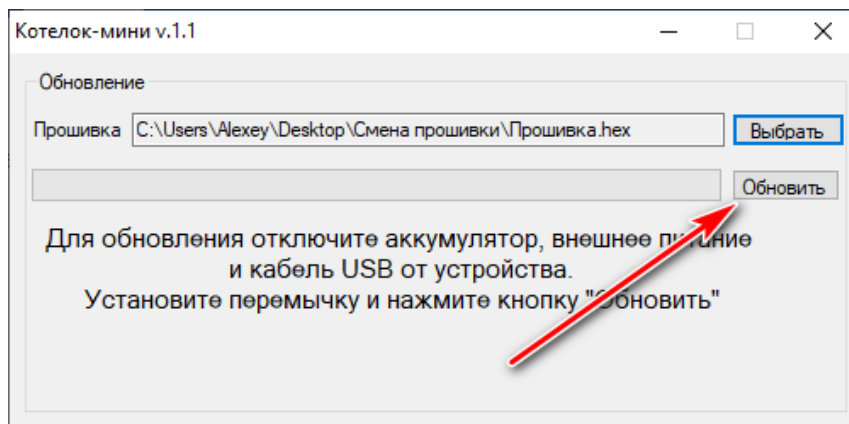 Котелок-мини v.1.1
Обновление
Прошивка C:\Users\Alexey\Desktop\Смена прошивки\Прошивка.hex Выбрать
Обновить
Для обновления отключите аккумулятор, внешнее питание
и кабель USB от устройства.
Установите перемычку и нажмите кнопку "Обновить"